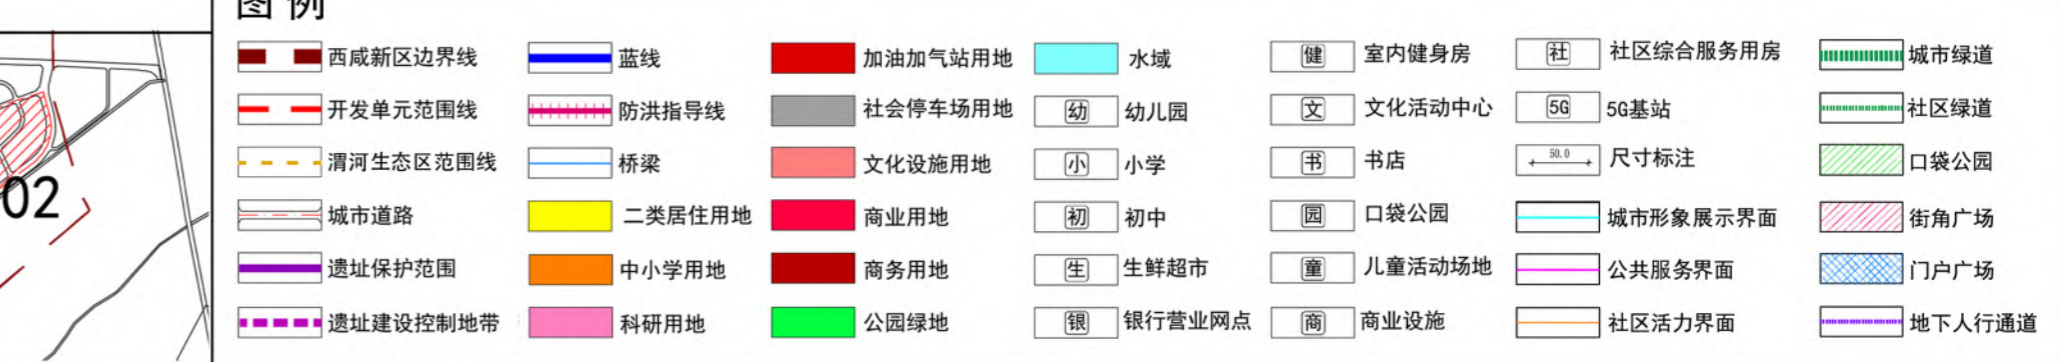 图例
西咸新区边界线
开发单元范围线
渭河生态区范围线
城市道路
遗址保护范围
遗址建设控制地带
蓝线
防洪指导线
桥梁
二类居住用地
中小学用地
科研用地
加油加气站用地
社会停车场用地
文化设施用地
商业用地
商务用地
公园绿地
水域
幼 幼儿园
小 小学
初 初中
生 生鲜超市
银 银行营业网点
健 室内健身房
文 文化活动中心
书 书店
园 口袋公园
童 儿童活动场地
商 商业设施
社 社区综合服务用房
5G 5G基站
50.0 尺寸标注
城市形象展示界面
公共服务界面
社区活力界面
城市绿道
社区绿道
口袋公园
街角广场
门户广场
地下人行通道
02